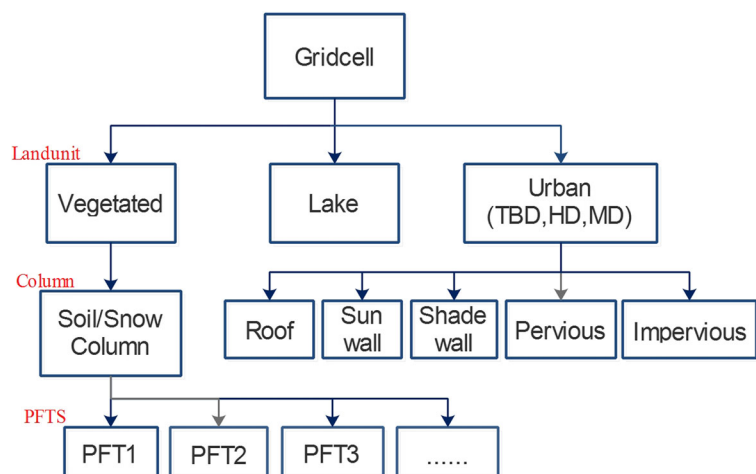 Gridcell
Landunit
Vegetated
Lake
Urban
(TBD,HD,MD)
Column
Soil/Snow
Column
Roof
Sun
wall
Shade
wall
Pervious
Impervious
PFTS
PFT1
PFT2
PFT3
......